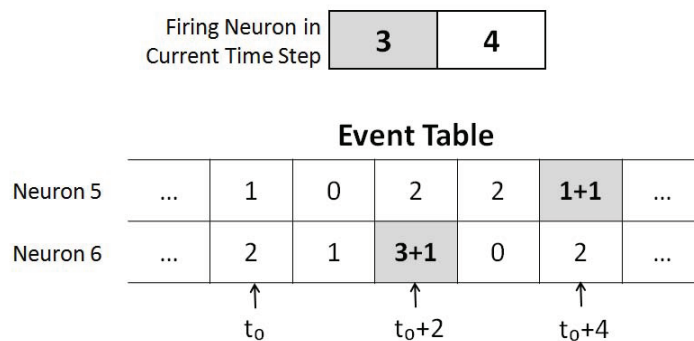 Firing Neuron in
Current Time Step
3 4
Event Table
Neuron 5 ... 1 0 2 2 1+1 ...
Neuron 6 ... 2 1 3+1 0 2 ...
t₀ t₀+2 t₀+4